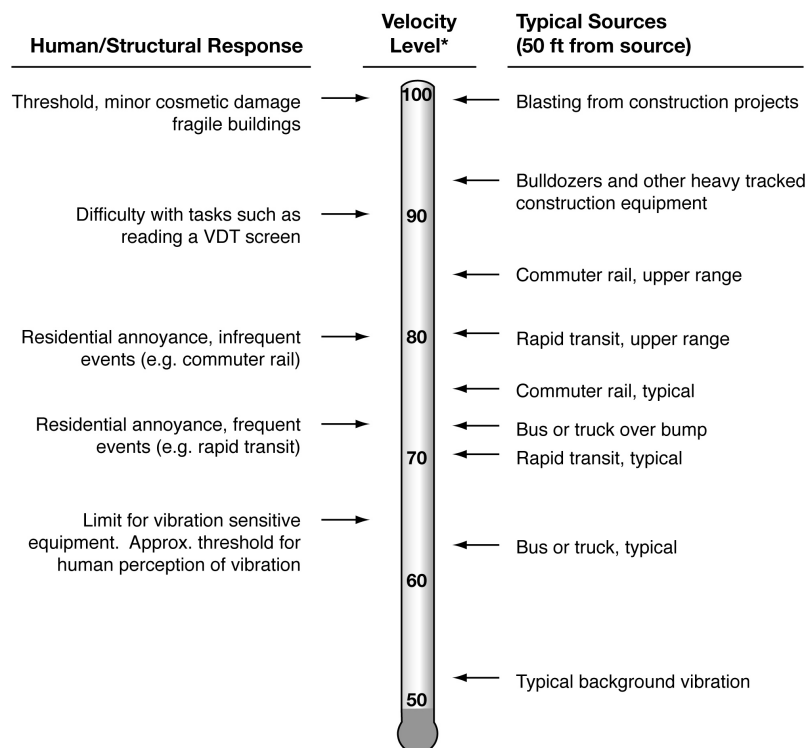 Human/Structural Response
Velocity
Level*
Typical Sources
(50 ft from source)
Threshold, minor cosmetic damage
fragile buildings
100
Blasting from construction projects
Bulldozers and other heavy tracked
construction equipment
Difficulty with tasks such as
reading a VDT screen
90
Commuter rail, upper range
Residential annoyance, infrequent
events (e.g. commuter rail)
80
Rapid transit, upper range
Commuter rail, typical
Residential annoyance, frequent
events (e.g. rapid transit)
Bus or truck over bump
70
Rapid transit, typical
Limit for vibration sensitive
equipment. Approx. threshold for
human perception of vibration
Bus or truck, typical
60
Typical background vibration
50